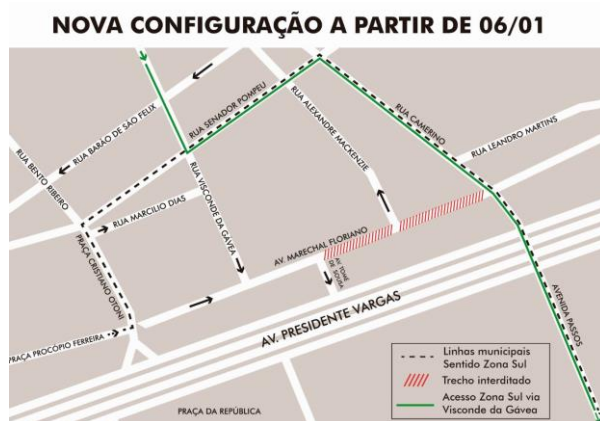 NOVA CONFIGURAÇÃO A PARTIR DE 06/01
RUA BARÃO DE SÃO FELIX
RUA SENADOR POMPEU
RUA ALEXANDRE MACKENZIE
RUA CAMERINO
RUA LEANDRO MARTINS
RUA BENTO RIBEIRO
RUA MARCILIO DIAS
RUA VISCONDE DA GÁVEA
PRAÇA CRISTIANO OTONI
AV. MARECHAL FLORIANO
AV. TOMÉ
DE SOUSA
AV. PRESIDENTE VARGAS
AVENIDA PASSOS
PRAÇA PROCÓPIO FERREIRA
PRAÇA DA REPÚBLICA
Linhas municipais
Sentido Zona Sul
Trecho interditado
Acesso Zona Sul via
Visconde da Gávea